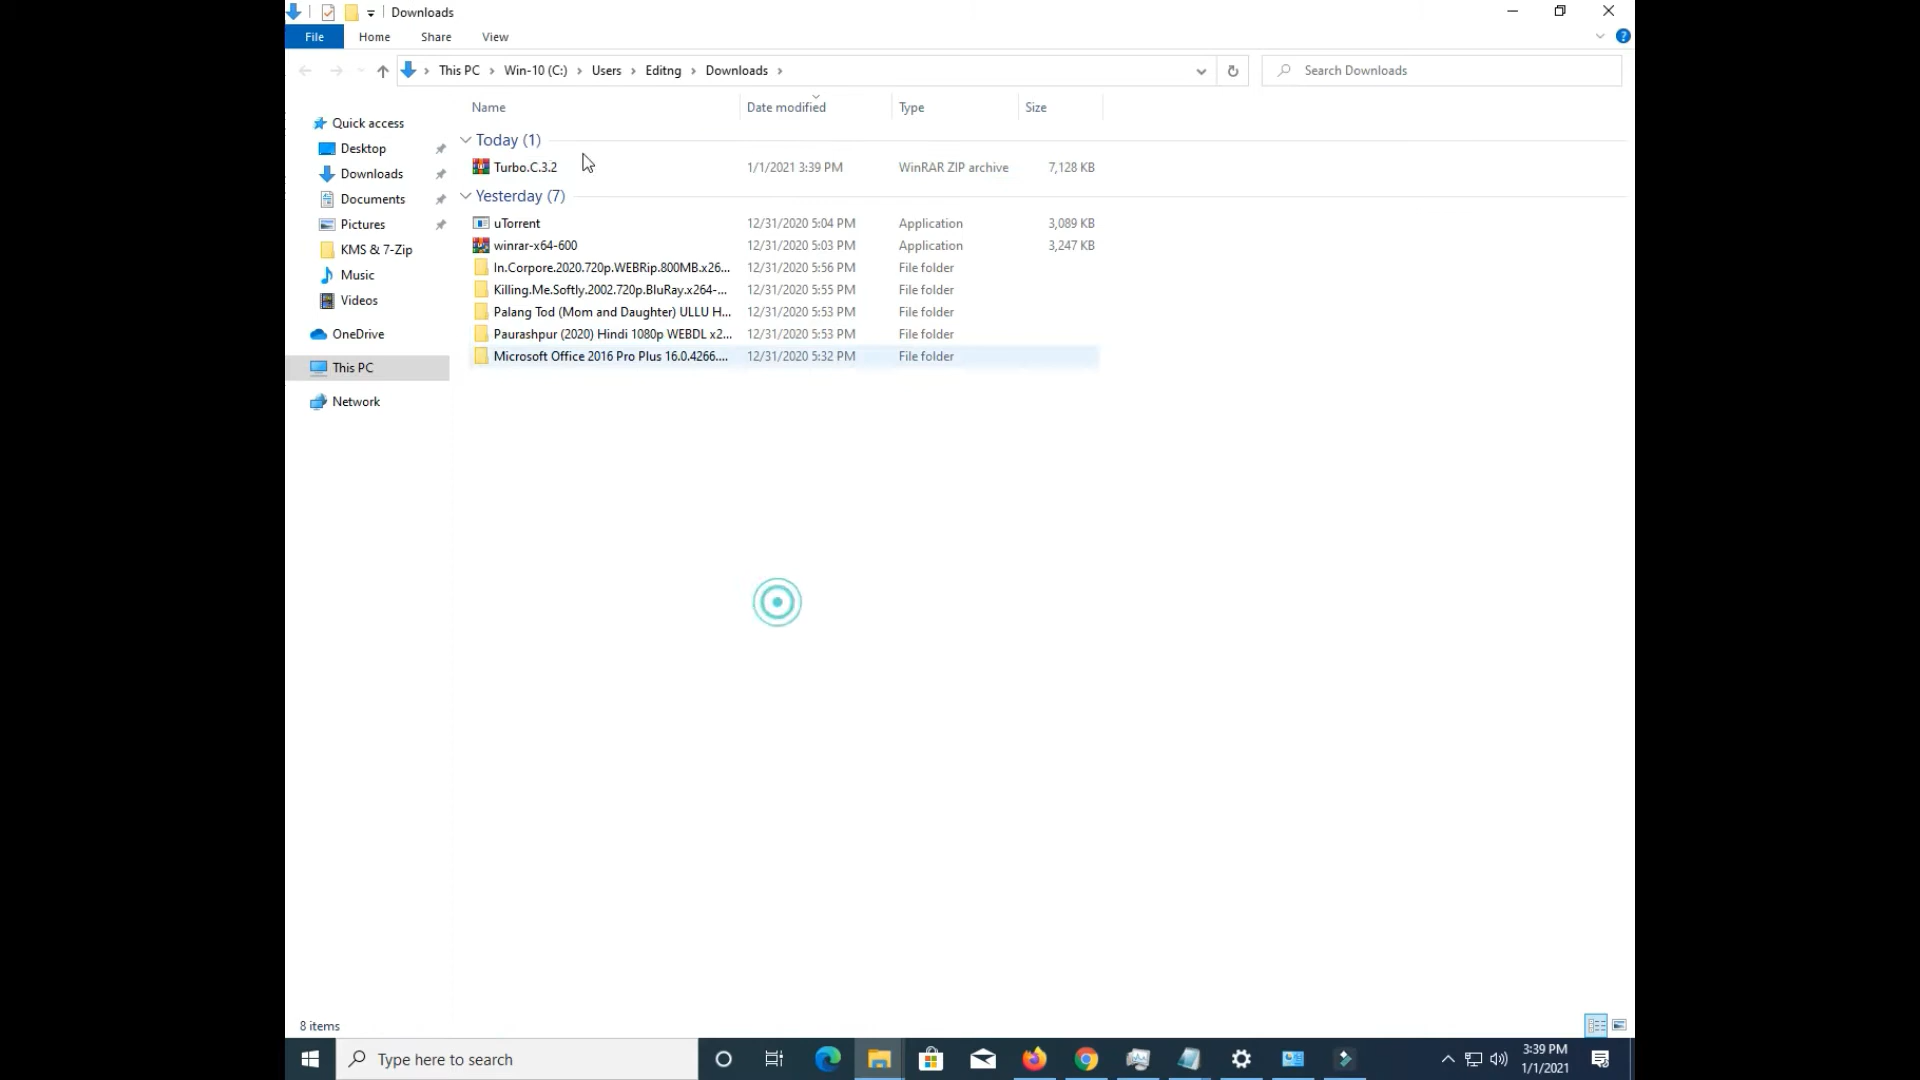 Downloads
File Home Share View
This PC Win-10 (C:) Users Editng Downloads
Search Downloads
Name Date modified Type Size
Quick access
Desktop
Downloads
Documents
Pictures
KMS & 7-Zip
Music
Videos
OneDrive
This PC
Network
Today (1)
Turbo.C.3.2 1/1/2021 3:39 PM WinRAR ZIP archive 7,128 KB
Yesterday (7)
uTorrent 12/31/2020 5:04 PM Application 3,089 KB
winrar-x64-600 12/31/2020 5:03 PM Application 3,247 KB
In.Corpore.2020.720p.WEBRip.800MB.x26... 12/31/2020 5:56 PM File folder
Killing.Me.Softly.2002.720p.BluRay.x264-... 12/31/2020 5:55 PM File folder
Palang Tod (Mom and Daughter) ULLU H... 12/31/2020 5:53 PM File folder
Paurashpur (2020) Hindi 1080p WEBDL x2... 12/31/2020 5:53 PM File folder
Microsoft Office 2016 Pro Plus 16.0.4266.... 12/31/2020 5:32 PM File folder
8 items
Type here to search
3:39 PM
1/1/2021